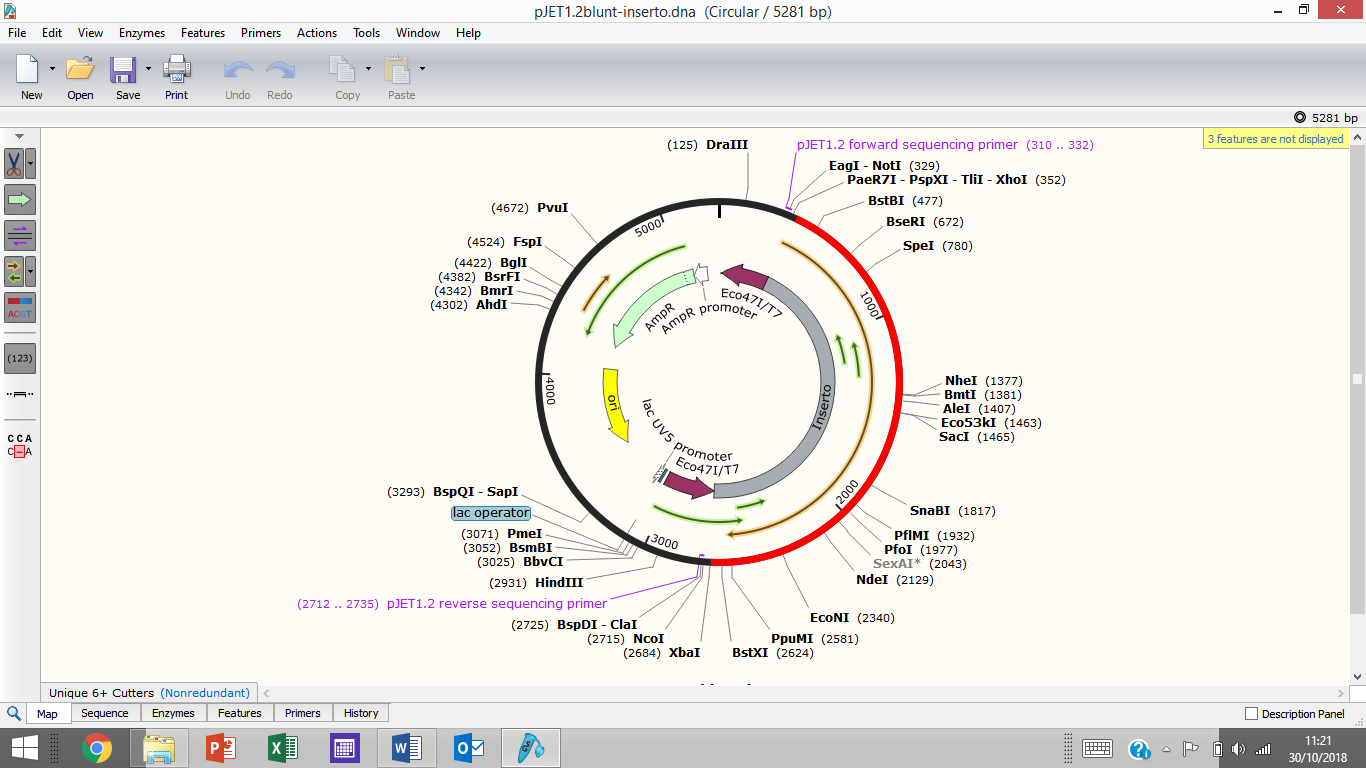 pJET1.2blunt-inserto.dna (Circular / 5281 bp)
File Edit View Enzymes Features Primers Actions Tools Window Help
New Open Save Print Undo Redo Copy Paste
5281 bp
3 features are not displayed
(125) DraIII
pJET1.2 forward sequencing primer (310 .. 332)
EagI - NotI (329)
PaeR7I - PspXI - TliI - XhoI (352)
BstBI (477)
BseRI (672)
SpeI (780)
NheI (1377)
BmtI (1381)
AleI (1407)
Eco53kI (1463)
SacI (1465)
SnaBI (1817)
PflMI (1932)
PfoI (1977)
SexAI* (2043)
NdeI (2129)
EcoNI (2340)
PpuMI (2581)
BstXI (2624)
(2684) XbaI
(2715) NcoI
(2725) BspDI - ClaI
(2712 .. 2735) pJET1.2 reverse sequencing primer
(2931) HindIII
(3025) BbvCI
(3052) BsmBI
(3071) PmeI
lac operator
(3293) BspQI - SapI
(4302) AhdI
(4342) BmrI
(4382) BsrFI
(4422) BglI
(4524) FspI
(4672) PvuI
1000
2000
3000
4000
5000
Eco47I/T7
AmpR promoter
AmpR
ori
lac UV5 promoter
Eco47I/T7
Inserto
(123)
ACGT
C C A
C – A
Unique 6+ Cutters (Nonredundant)
Map Sequence Enzymes Features Primers History
Description Panel
11:21
30/10/2018